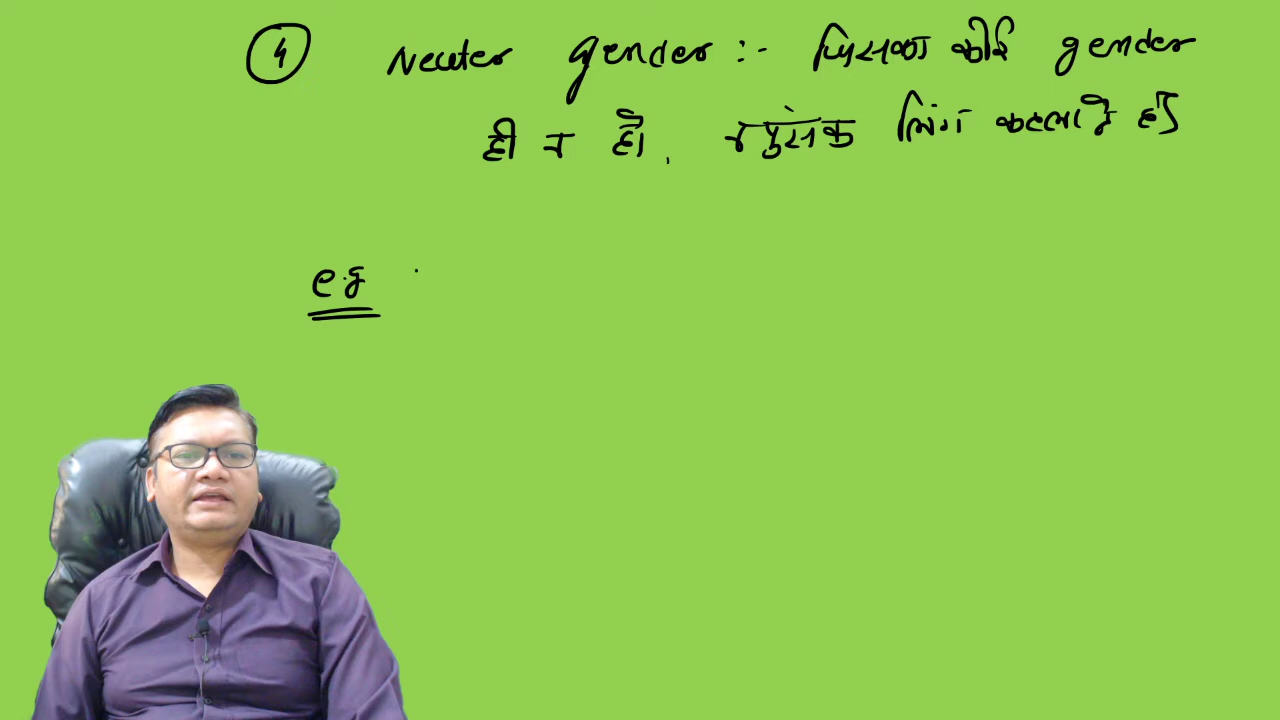 4 Neuter gender :- जिसका कोई gender
ही न हो, नपुंसक लिंग कहलाते हैं
e.g